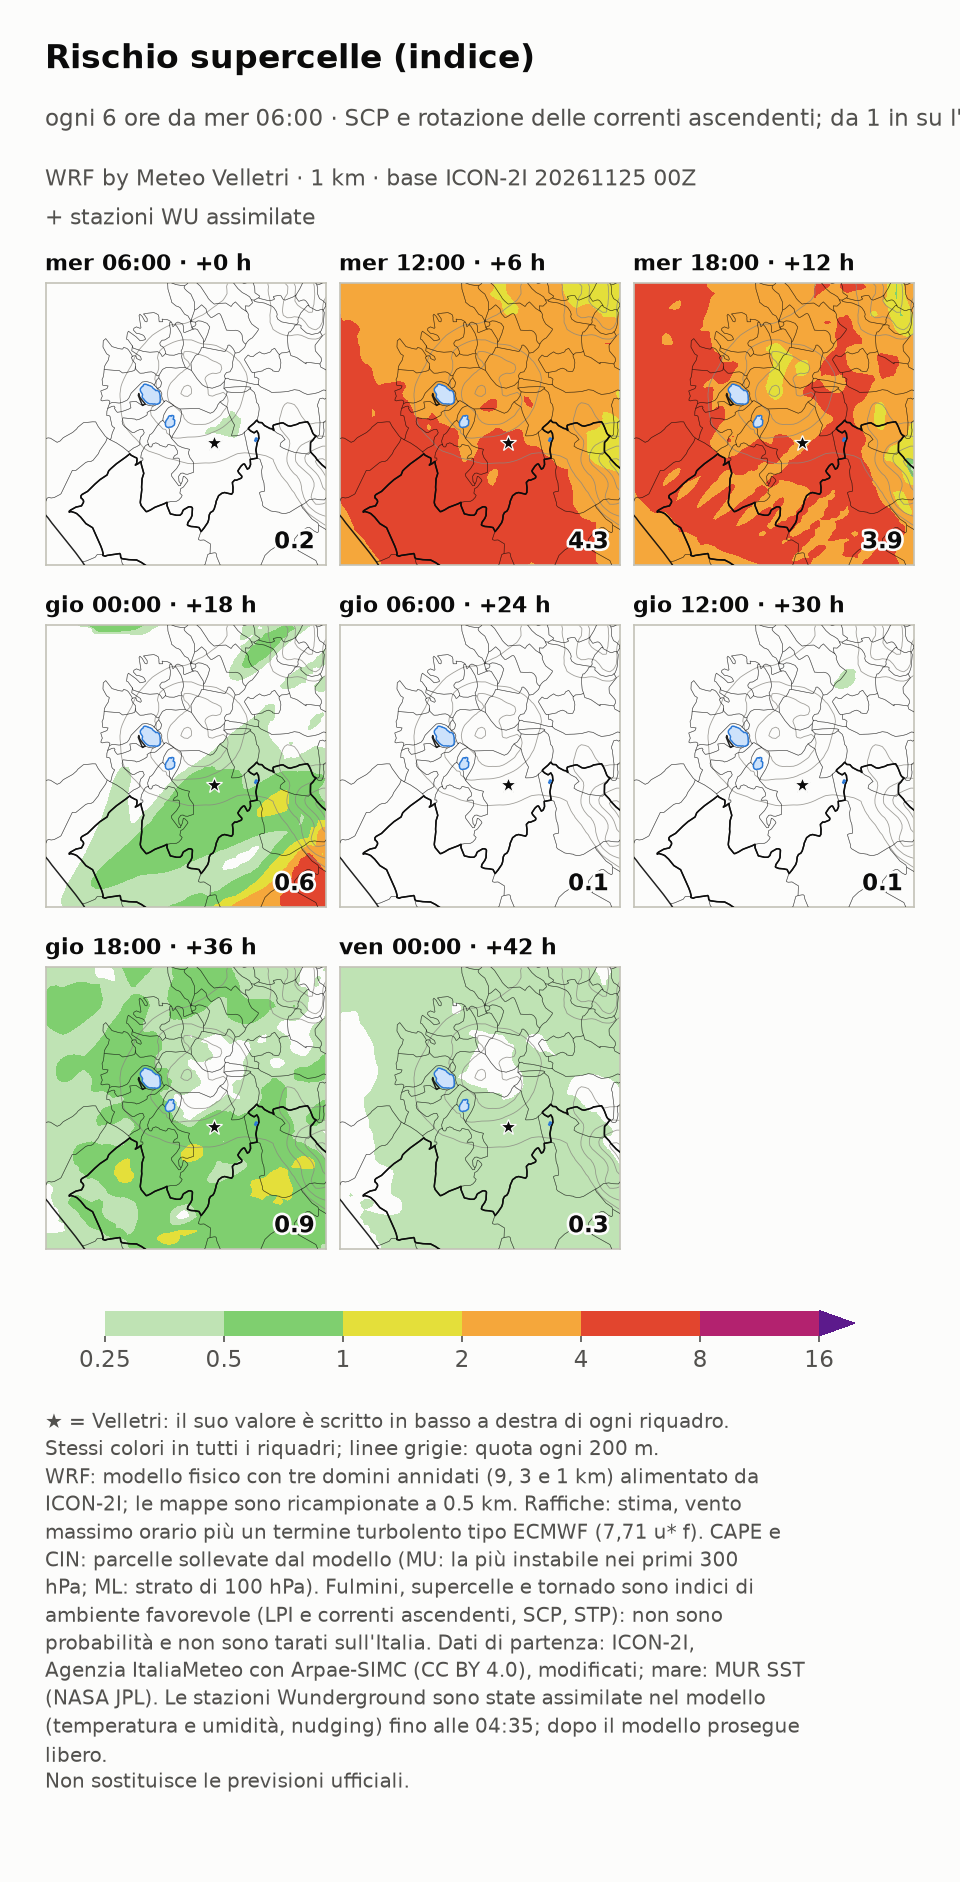 Rischio supercelle (indice)
ogni 6 ore da mer 06:00 · SCP e rotazione delle correnti ascendenti; da 1 in su l'
WRF by Meteo Velletri · 1 km · base ICON-2I 20261125 00Z
+ stazioni WU assimilate
mer 06:00 · +0 h
mer 12:00 · +6 h
mer 18:00 · +12 h
0.2
4.3
3.9
gio 00:00 · +18 h
gio 06:00 · +24 h
gio 12:00 · +30 h
0.6
0.1
0.1
gio 18:00 · +36 h
ven 00:00 · +42 h
0.9
0.3
0.25 0.5 1 2 4 8 16
★ = Velletri: il suo valore è scritto in basso a destra di ogni riquadro.
Stessi colori in tutti i riquadri; linee grigie: quota ogni 200 m.
WRF: modello fisico con tre domini annidati (9, 3 e 1 km) alimentato da
ICON-2I; le mappe sono ricampionate a 0.5 km. Raffiche: stima, vento
massimo orario più un termine turbolento tipo ECMWF (7,71 u* f). CAPE e
CIN: parcelle sollevate dal modello (MU: la più instabile nei primi 300
hPa; ML: strato di 100 hPa). Fulmini, supercelle e tornado sono indici di
ambiente favorevole (LPI e correnti ascendenti, SCP, STP): non sono
probabilità e non sono tarati sull'Italia. Dati di partenza: ICON-2I,
Agenzia ItaliaMeteo con Arpae-SIMC (CC BY 4.0), modificati; mare: MUR SST
(NASA JPL). Le stazioni Wunderground sono state assimilate nel modello
(temperatura e umidità, nudging) fino alle 04:35; dopo il modello prosegue
libero.
Non sostituisce le previsioni ufficiali.